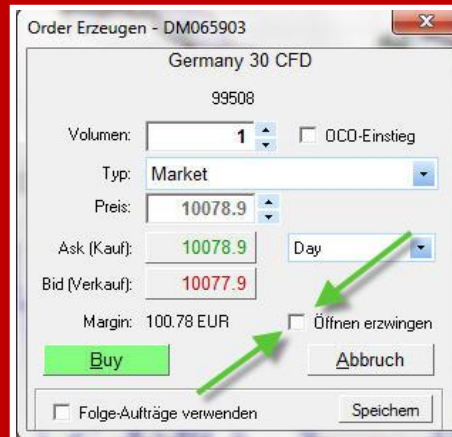 Order Erzeugen - DM065903
Germany 30 CFD
99508
Volumen: 1 OCO-Einstieg
Typ: Market
Preis: 10078.9
Ask (Kauf): 10078.9 Day
Bid (Verkauf): 10077.9
Margin: 100.78 EUR Öffnen erzwingen
Buy Abbruch
Folge-Aufträge verwenden Speichern